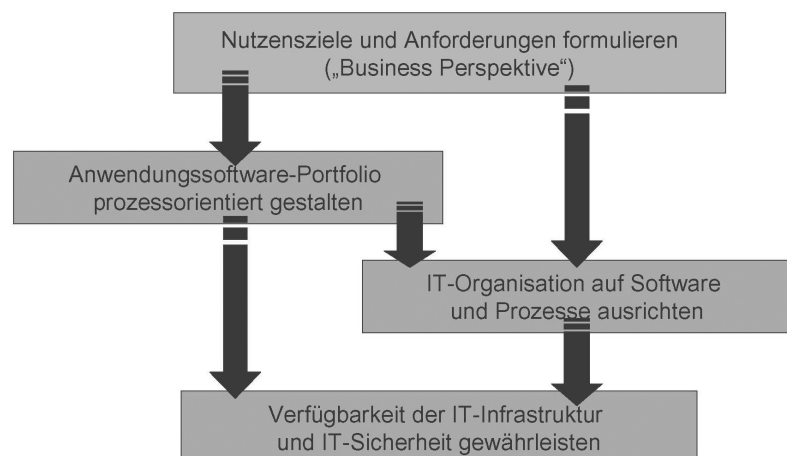 Nutzensziele und Anforderungen formulieren
(„Business Perspektive“)
Anwendungssoftware-Portfolio
prozessorientiert gestalten
IT-Organisation auf Software
und Prozesse ausrichten
Verfügbarkeit der IT-Infrastruktur
und IT-Sicherheit gewährleisten